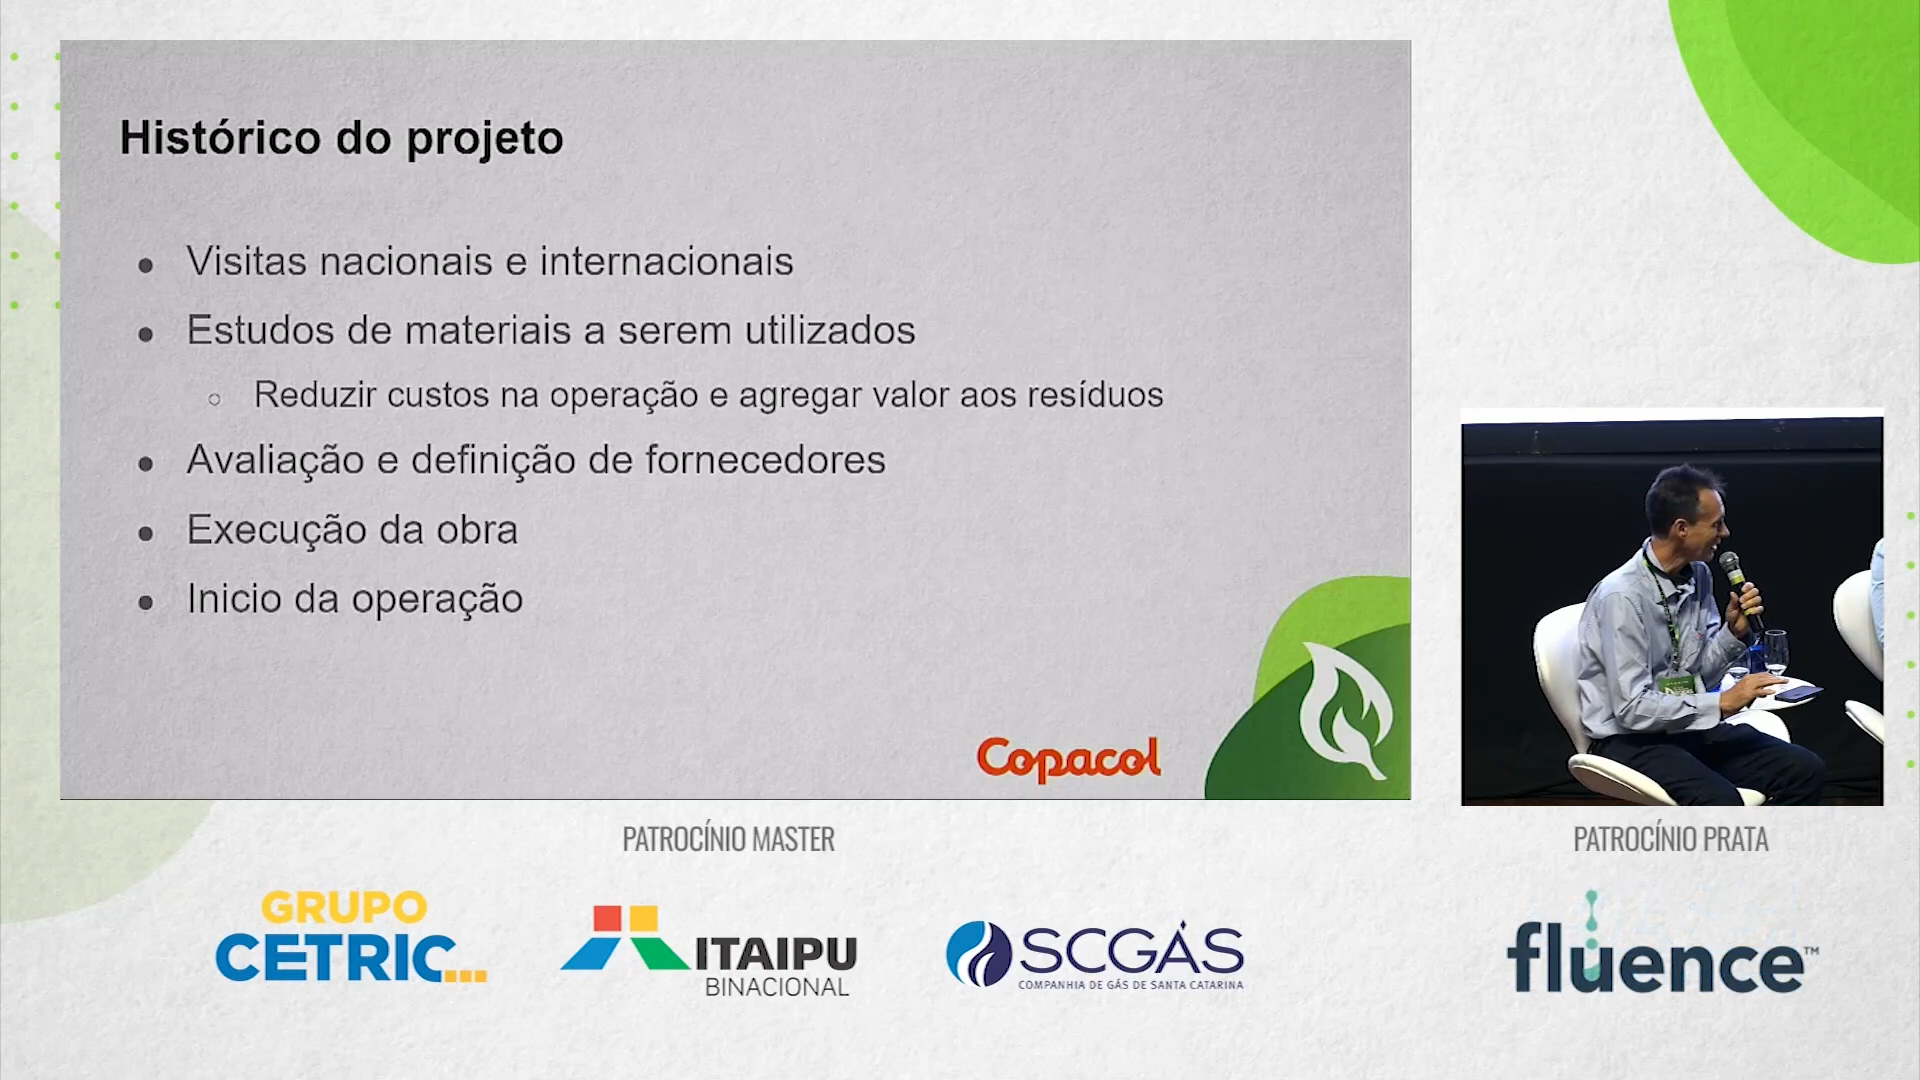 Histórico do projeto
Visitas nacionais e internacionais
Estudos de materiais a serem utilizados
Reduzir custos na operação e agregar valor aos resíduos
Avaliação e definição de fornecedores
Execução da obra
Inicio da operação
Copacol
PATROCÍNIO MASTER
PATROCÍNIO PRATA
GRUPO
CETRIC...
ITAIPU
BINACIONAL
SCGÁS
COMPANHIA DE GÁS DE SANTA CATARINA
fluence™